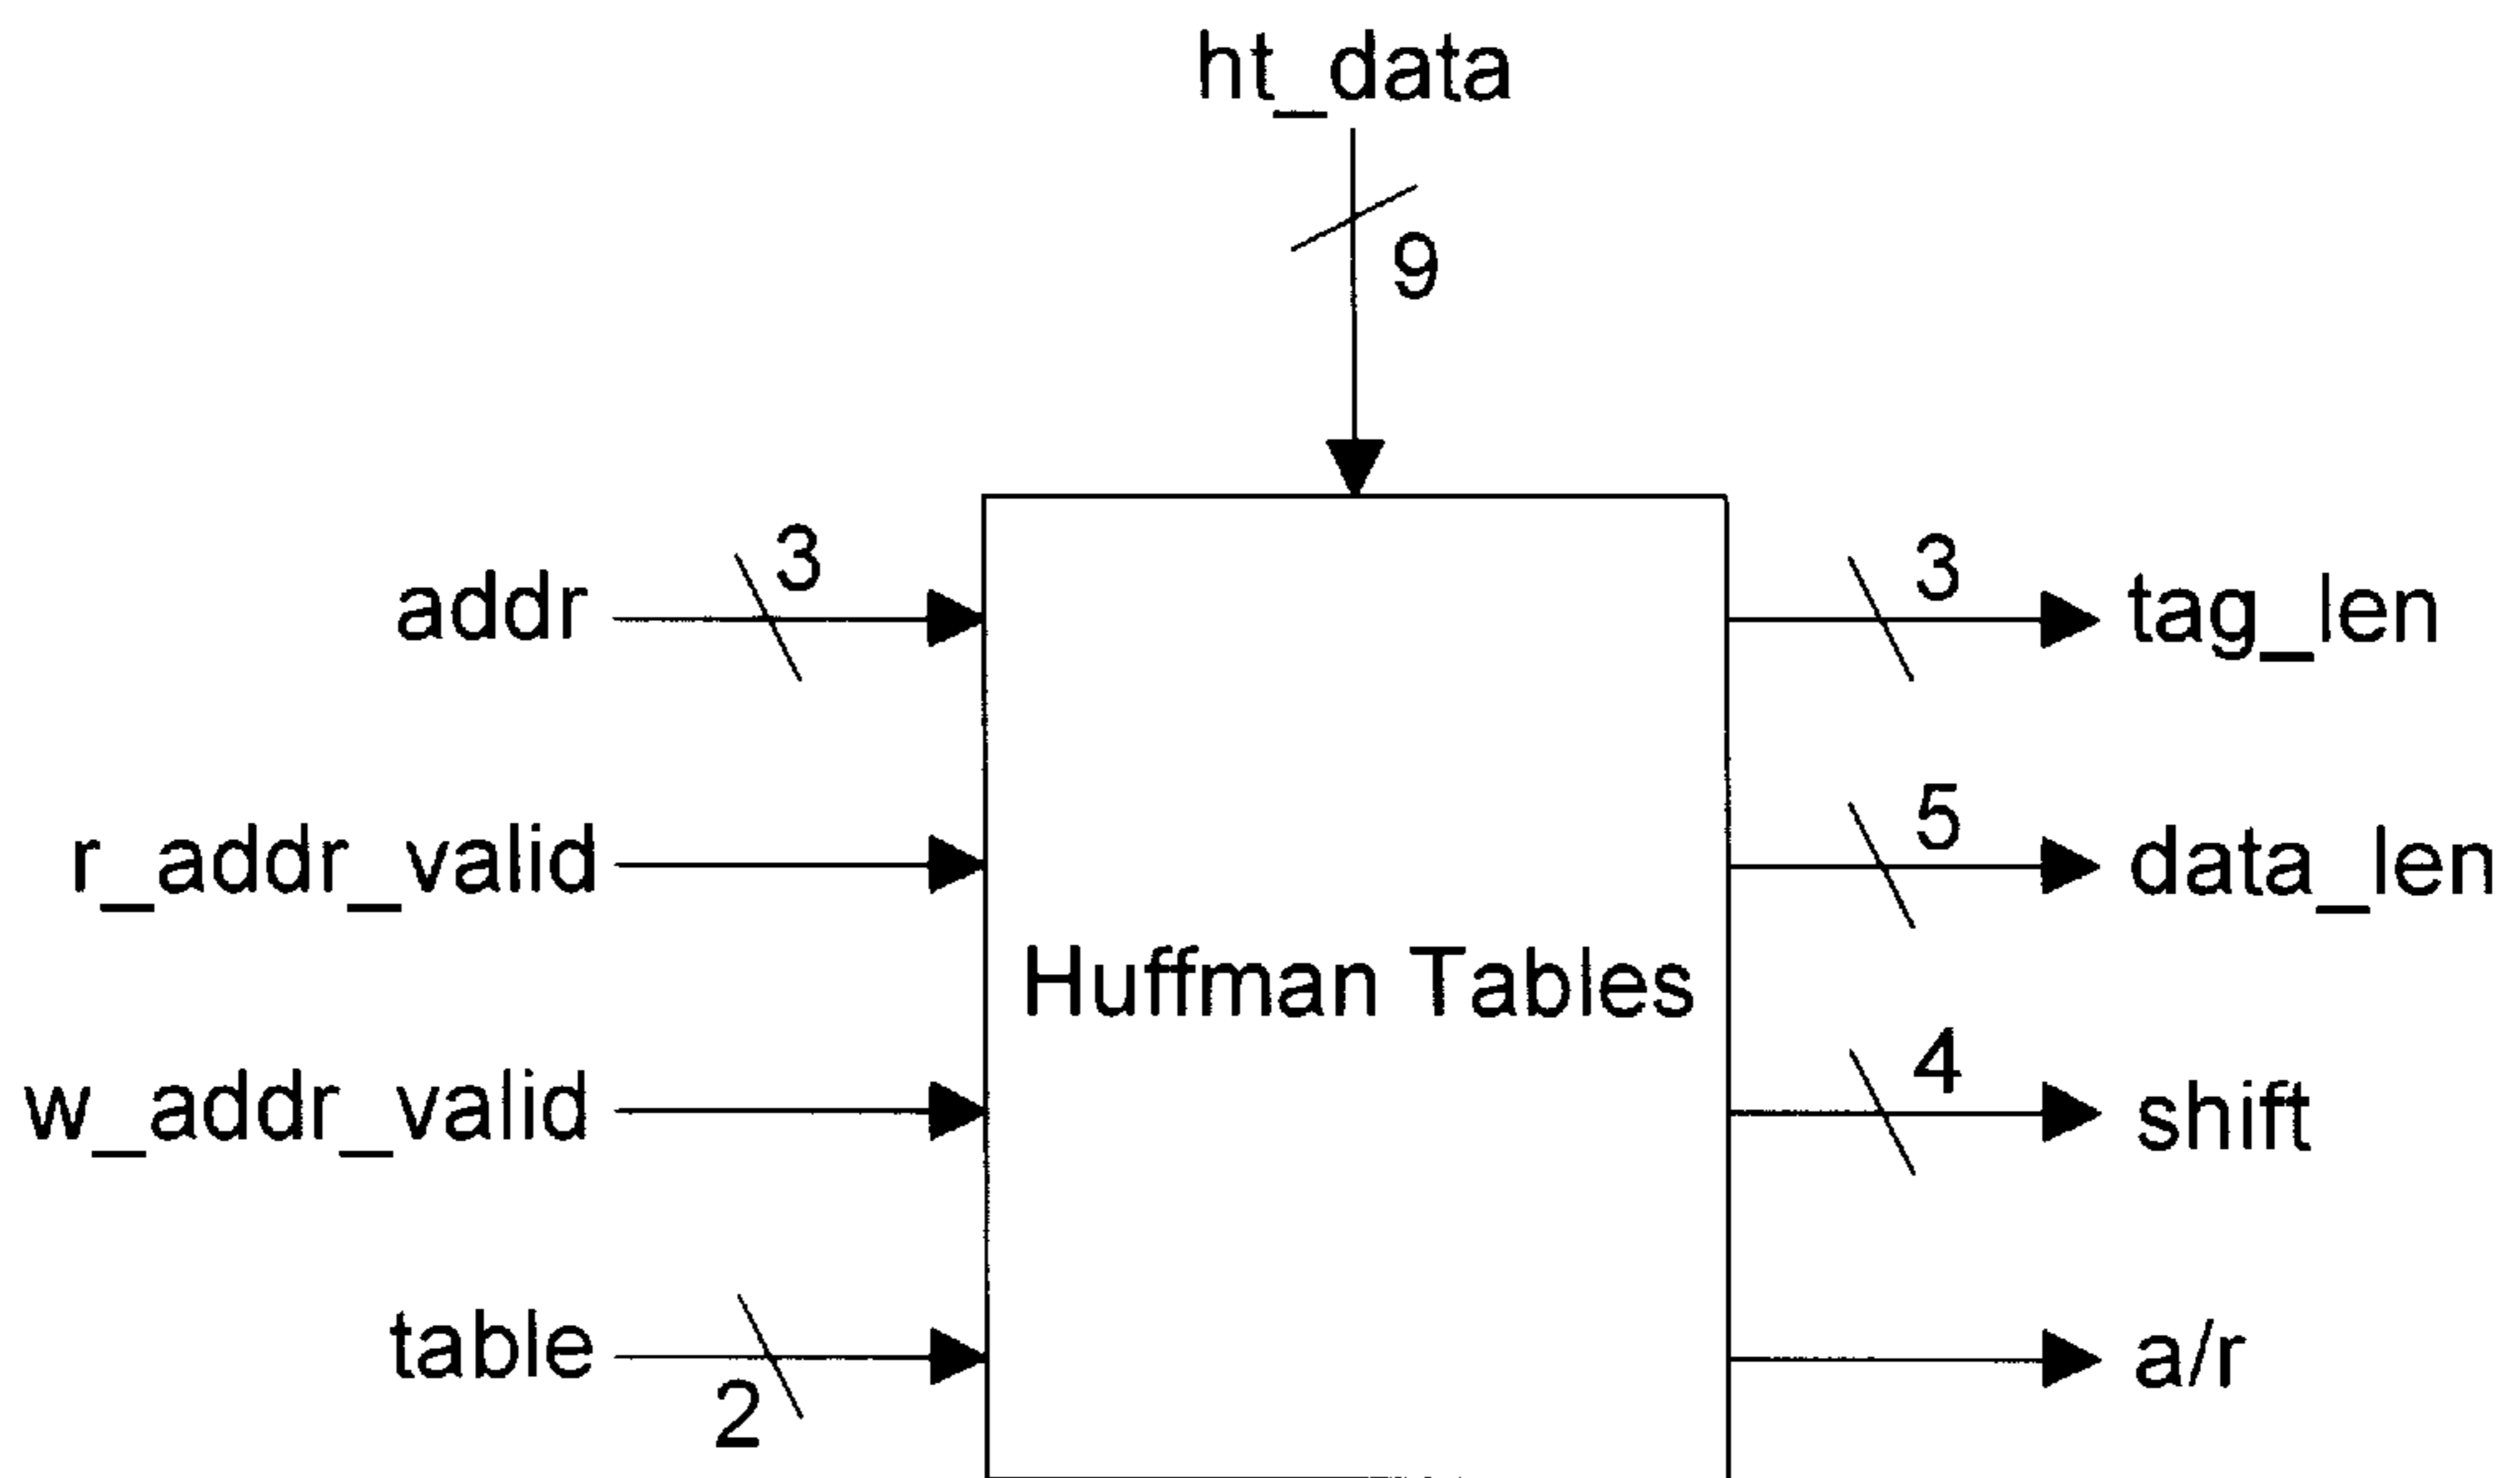 ht_data
9
3
addr
3
tag_len
5
r_addr_valid
data_len
Huffman Tables
4
w_addr_valid
shift
table
a/r
2